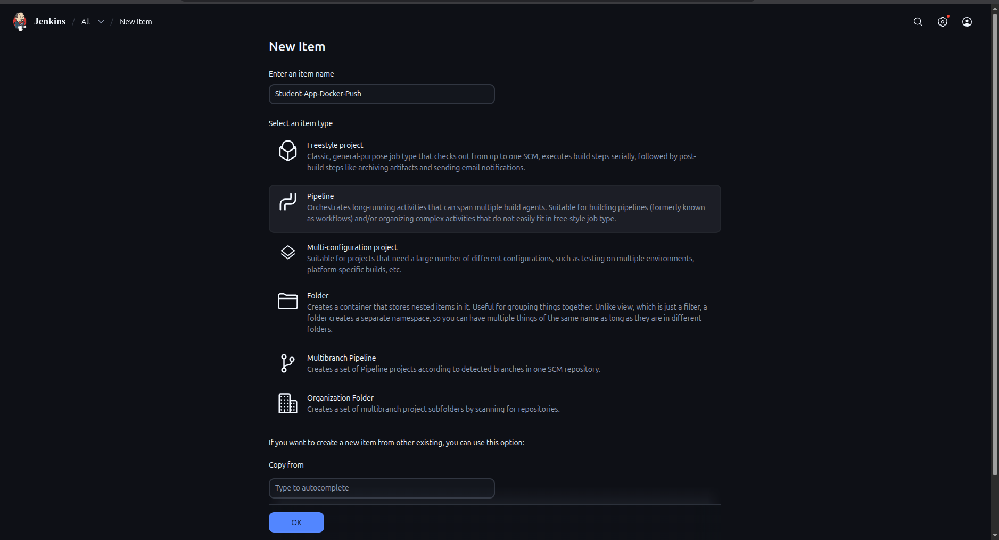 Jenkins / All / New Item
New Item
Enter an item name
Student-App-Docker-Push
Select an item type
Freestyle project
Classic, general-purpose job type that checks out from up to one SCM, executes build steps serially, followed by post-
build steps like archiving artifacts and sending email notifications.
Pipeline
Orchestrates long-running activities that can span multiple build agents. Suitable for building pipelines (formerly known
as workflows) and/or organizing complex activities that do not easily fit in free-style job type.
Multi-configuration project
Suitable for projects that need a large number of different configurations, such as testing on multiple environments,
platform-specific builds, etc.
Folder
Creates a container that stores nested items in it. Useful for grouping things together. Unlike view, which is just a filter, a
folder creates a separate namespace, so you can have multiple things of the same name as long as they are in different
folders.
Multibranch Pipeline
Creates a set of Pipeline projects according to detected branches in one SCM repository.
Organization Folder
Creates a set of multibranch project subfolders by scanning for repositories.
If you want to create a new item from other existing, you can use this option:
Copy from
Type to autocomplete
OK